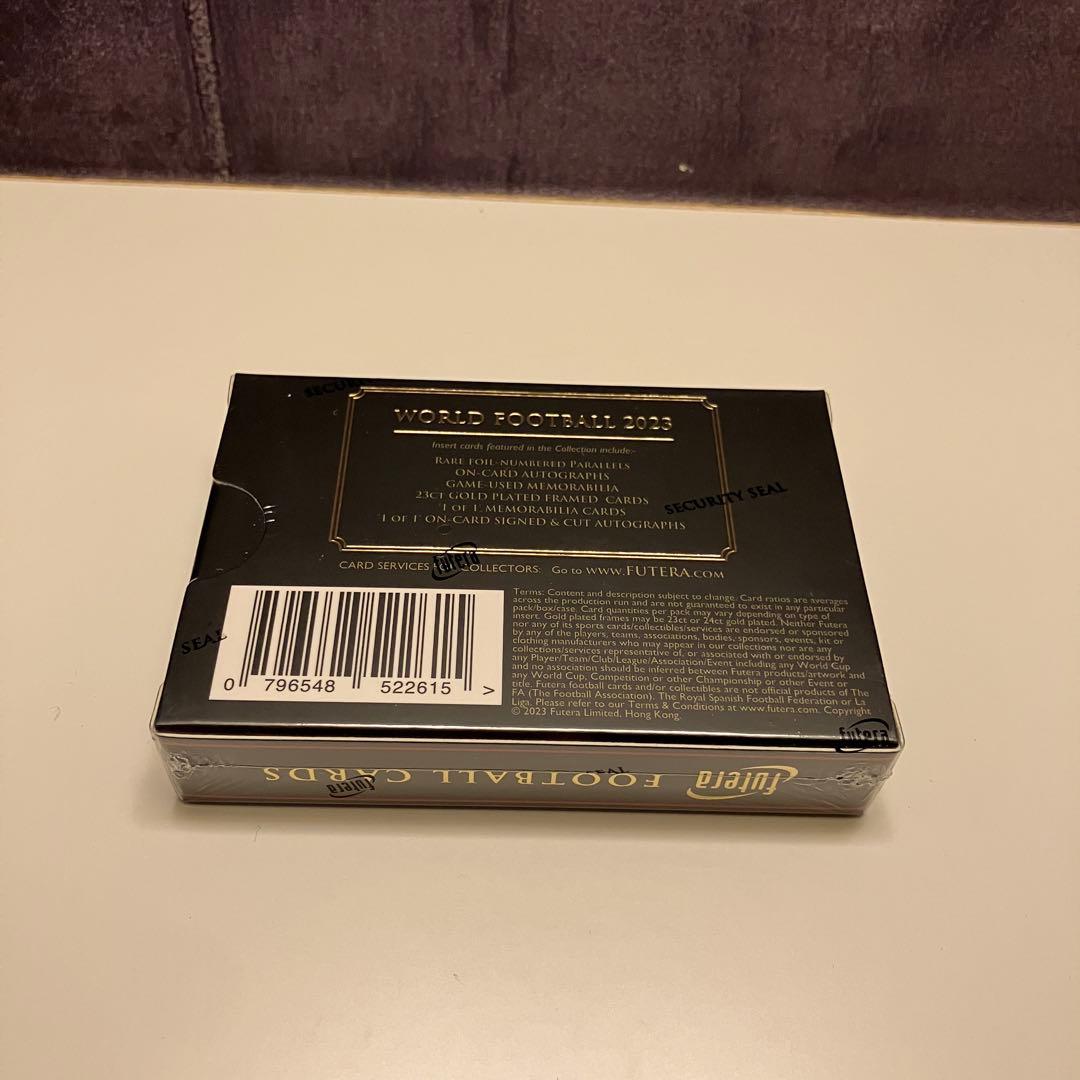 SECURI
WORLD FOOTBALL 2023
Insert cards featured in the Collection include:-
RARE FOIL-NUMBERED PARALLELS
ON-CARD AUTOGRAPHS
GAME-USED MEMORABILIA
23CT GOLD PLATED FRAMED CARDS
'1 OF 1' MEMORABILIA CARDS
'1 OF 1' ON-CARD SIGNED & CUT AUTOGRAPHS
SECURITY SEAL
futera
CARD SERVICES COLLECTORS: Go to WWW.FUTERA.COM
SEAL
0 796548 522615 >
Terms: Content and description subject to change. Card ratios are averages
across the production run and are not guaranteed to exist in any particular
pack/box/case. Card quantities per pack may vary depending on type of
insert. Gold plated frames may be 23ct or 24ct gold plated. Neither Futera
nor any of its sports cards/collectibles/services are endorsed or sponsored
by any of the players, teams, associations, bodies, sponsors, events, kit or
clothing manufacturers who may appear in our collections nor are any
collections/services representative of, or associated with or endorsed by
any Player/Team/Club/League/Association/Event including any World Cup
and no association should be inferred between Futera products/artwork and
any World Cup, Competition or other Championship or other Event or
title. Futera football cards and/or collectibles are not official products of The
FA (The Football Association), The Royal Spanish Football Federation or La
Liga. Please refer to our Terms & Conditions at www.futera.com. Copyright
© 2023 Futera Limited, Hong Kong.
futera
futera FOOTBALL CARDS
futera
SEAL